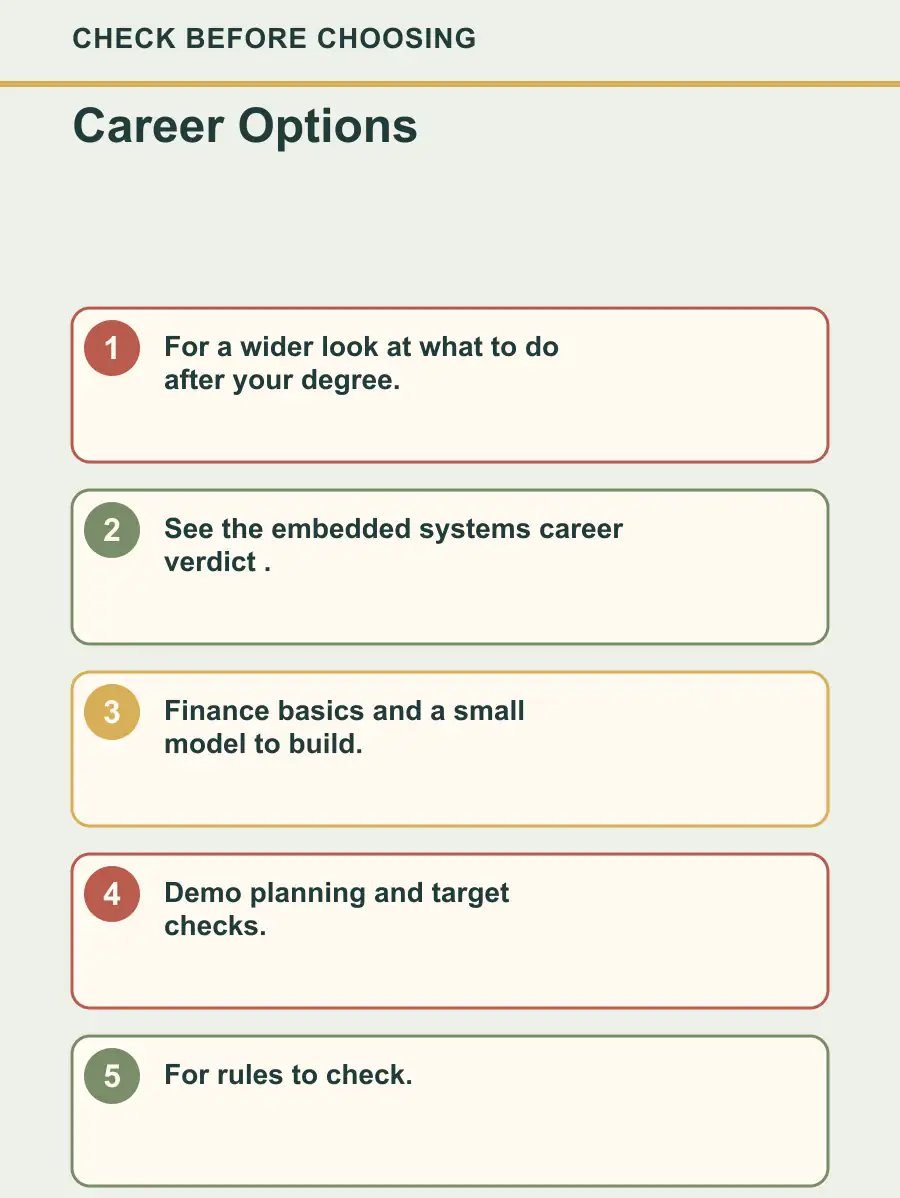 CHECK BEFORE CHOOSING
Career Options
1
For a wider look at what to do
after your degree.
2
See the embedded systems career
verdict .
3
Finance basics and a small
model to build.
4
Demo planning and target
checks.
5
For rules to check.